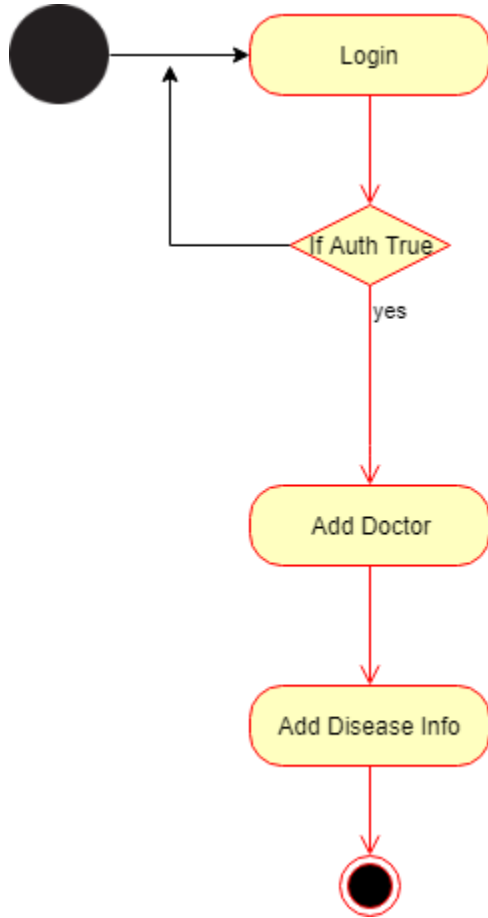 Login
If Auth True
yes
Add Doctor
Add Disease Info